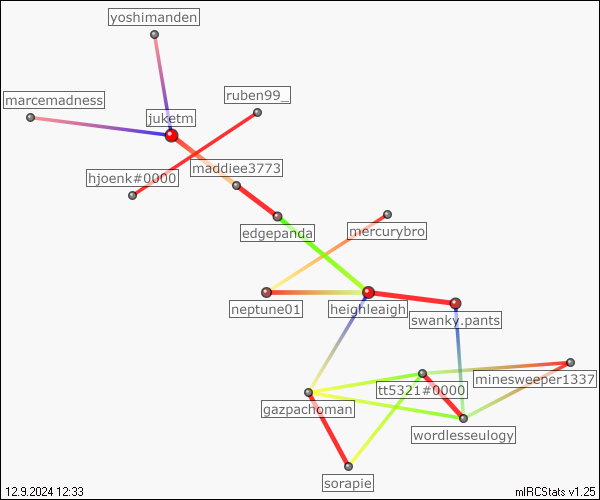 yoshimanden
marcemadness
ruben99_
juketm
maddiee3773
hjoenk#0000
edgepanda
mercurybro
neptune01
heighleaigh
swanky.pants
minesweeper1337
tt5321#0000
gazpachoman
wordlesseulogy
sorapie
12.9.2024 12:33
mIRCStats v1.25